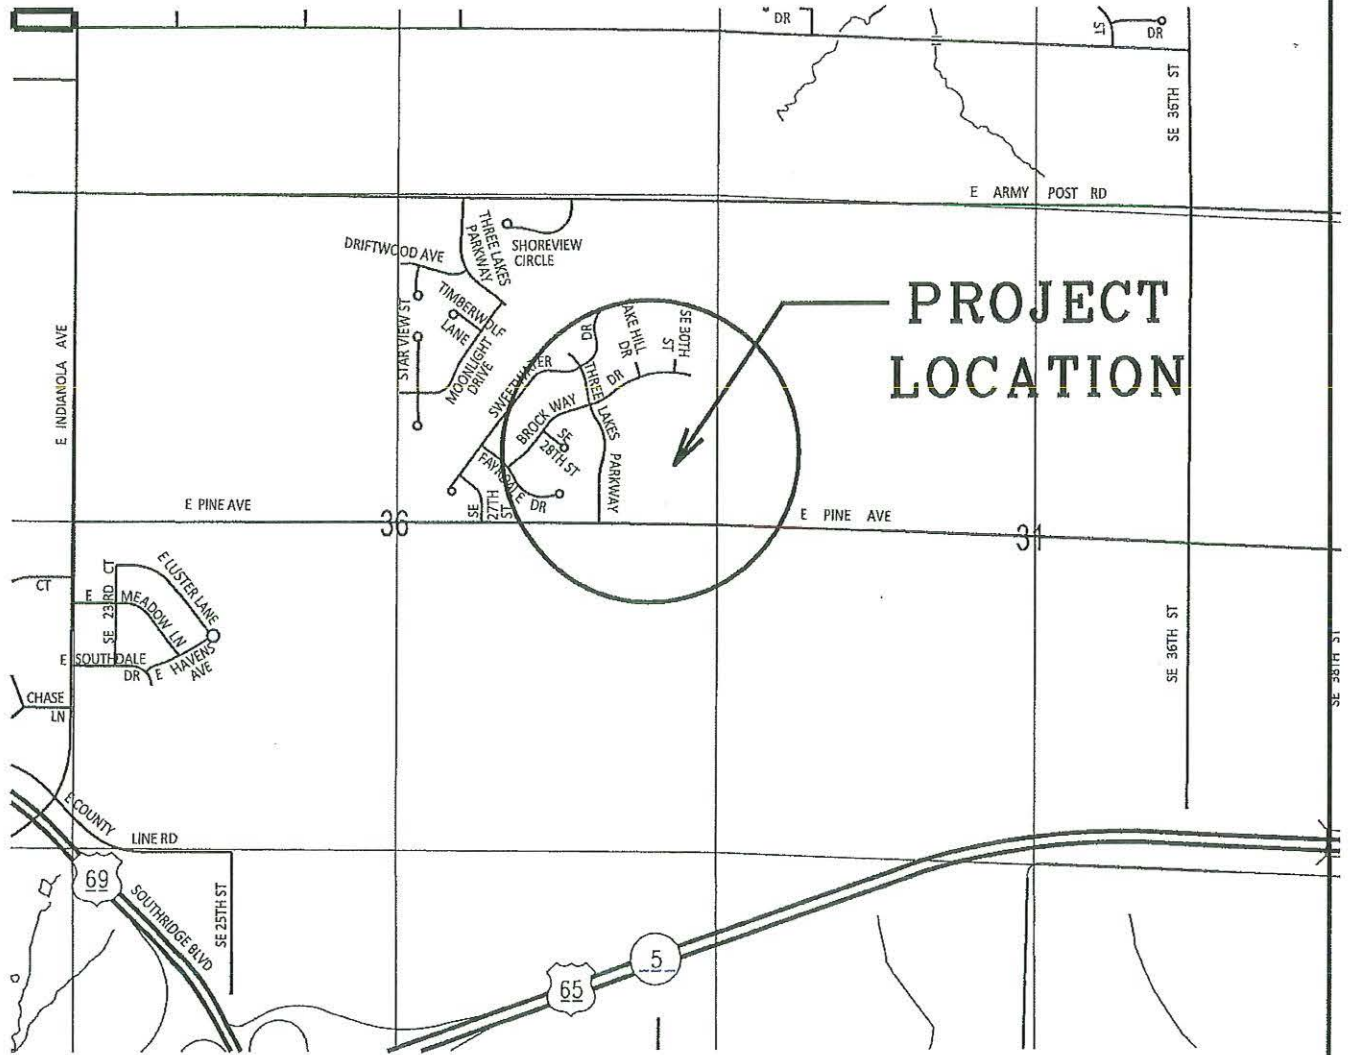 DR
ST
DR
SE 36TH ST
E ARMY POST RD
THREE LAKES
PARKWAY
SHOREVIEW
CIRCLE
DRIFTWOOD AVE
TIMBERWOLF
LANE
STAR VIEW ST
MOONLIGHT
DRIVE
E INDIANOLA AVE
PROJECT
LOCATION
SWEETWATER
DR
AKE HILL
DR
SE 30TH
ST
BROCK WAY
DR
THREE LAKES PARKWAY
SE
28TH ST
FAYRDALE DR
SE
27TH
ST
E PINE AVE
36
E PINE AVE
31
CT
E MEADOW LN
SE 23RD CT
E LUSTER LANE
E SOUTHDALE
DR
E HAVENS
AVE
CHASE
LN
SE 36TH ST
SE 38TH ST
E COUNTY
LINE RD
69
SOUTHRIDGE BLVD
SE 25TH ST
65
5